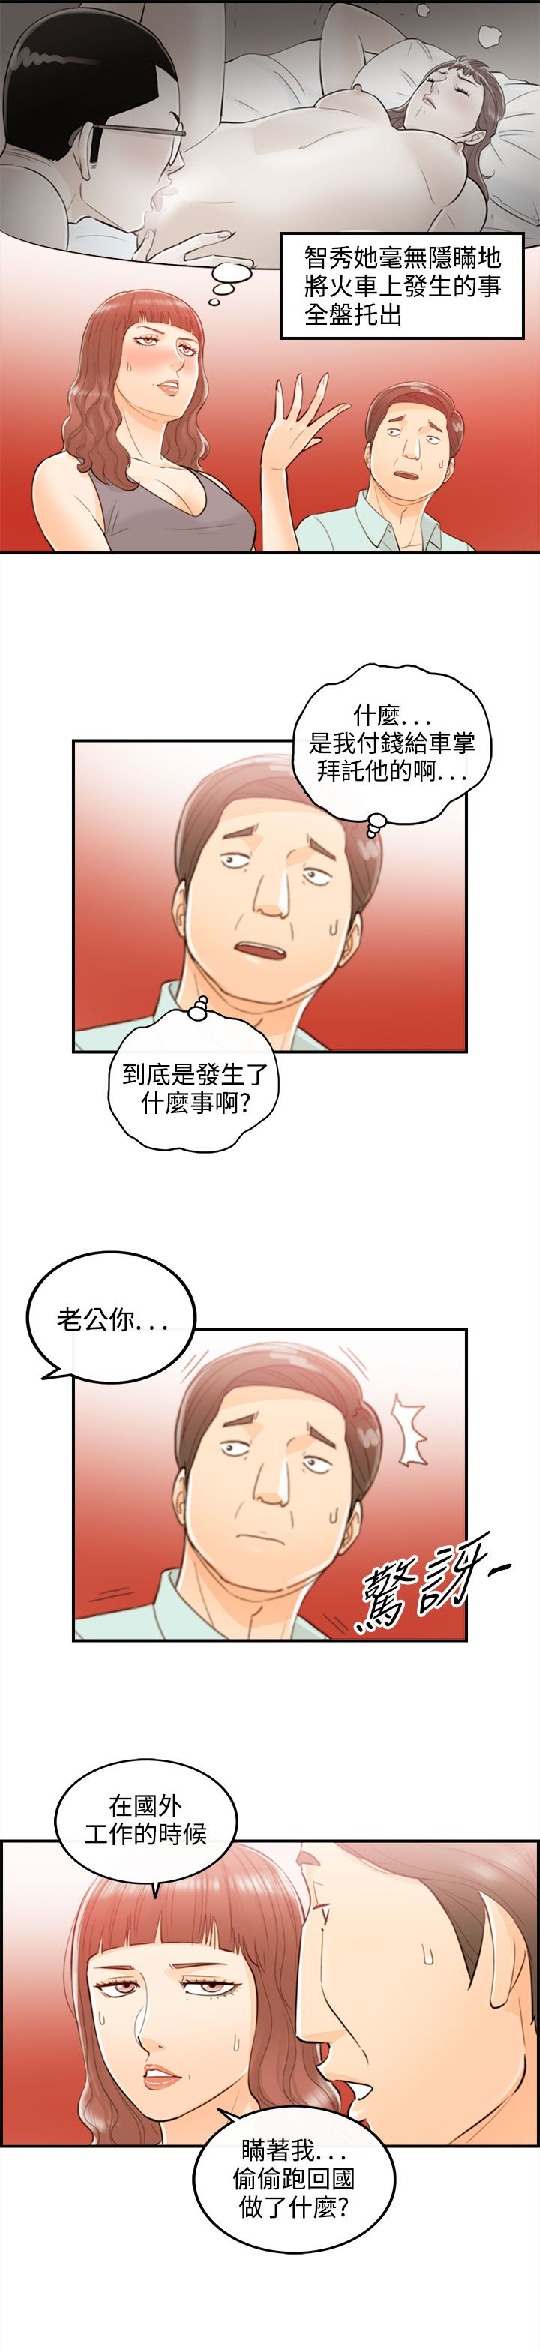 智秀她毫無隱瞞地
將火車上發生的事
全盤托出
什麼...
是我付錢給車掌
拜託他的啊...
到底是發生了
什麼事啊?
老公你...
驚訝
在國外
工作的時候
瞞著我...
偷偷跑回國
做了什麼?